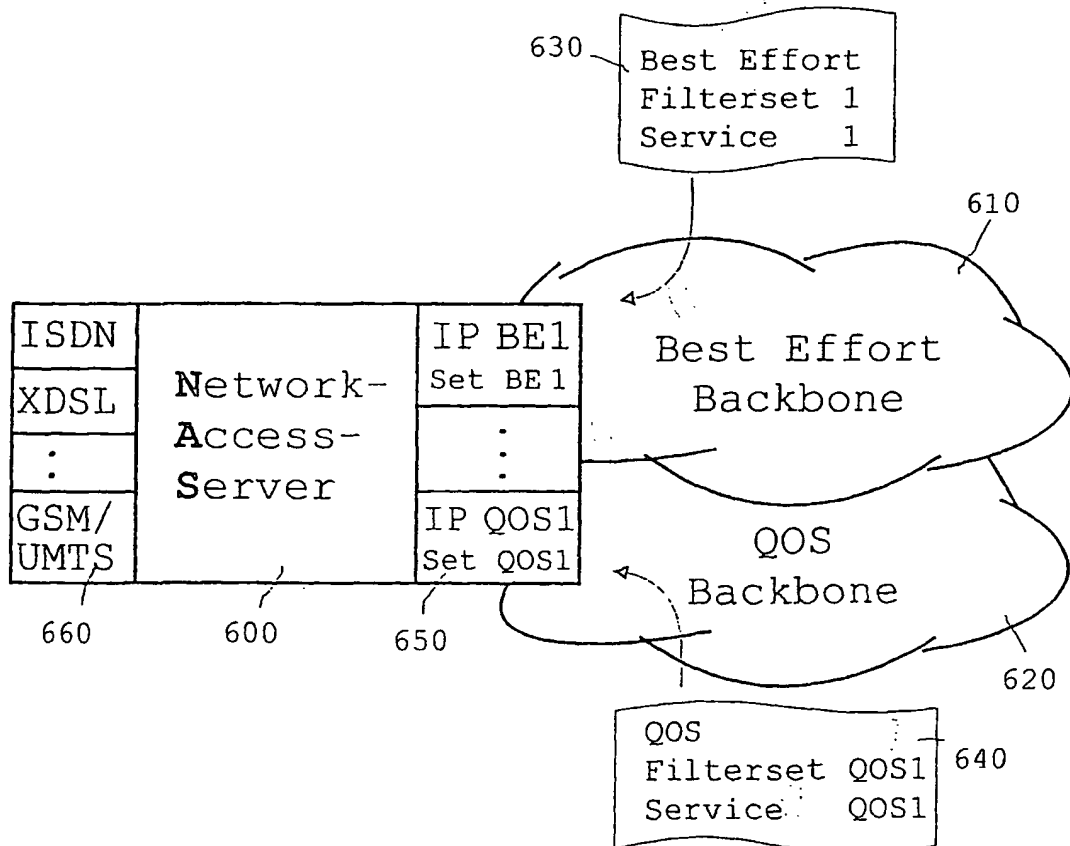 630
Best Effort
Filterset 1
Service 1
610
ISDN
XDSL
:
GSM/
UMTS
Network-
Access-
Server
IP BE1
Set BE1
⋮
IP QOS1
Set QOS1
Best Effort
Backbone
QOS
Backbone
660
600
650
620
QOS
Filterset QOS1
Service QOS1
640